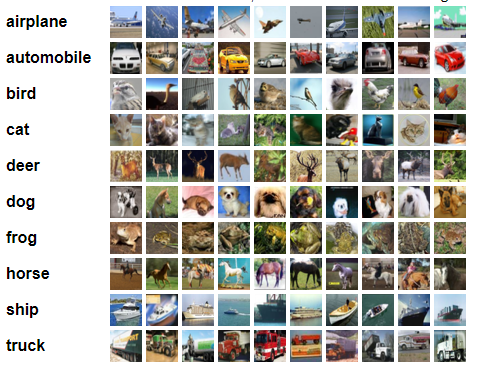 airplane
automobile
bird
cat
deer
dog
frog
horse
ship
truck